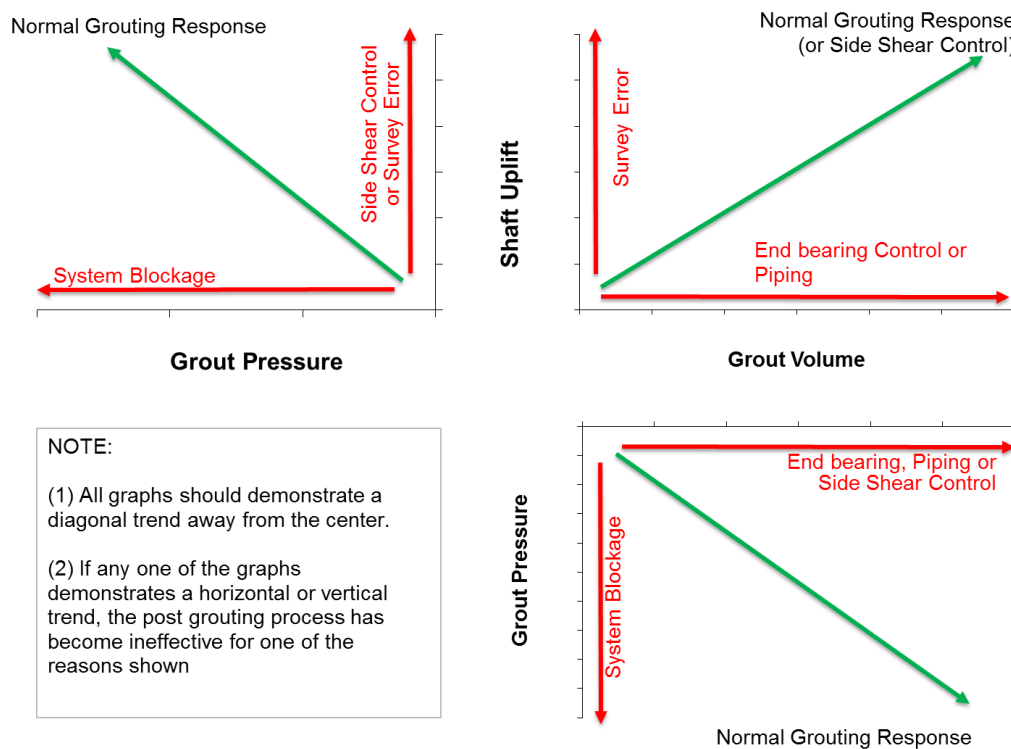 Normal Grouting Response
Side Shear Control
or Survey Error
System Blockage
Grout Pressure
Shaft Uplift
Normal Grouting Response
(or Side Shear Control)
Survey Error
End bearing Control or
Piping
Grout Volume
NOTE:
(1) All graphs should demonstrate a
diagonal trend away from the center.
(2) If any one of the graphs
demonstrates a horizontal or vertical
trend, the post grouting process has
become ineffective for one of the
reasons shown
Grout Pressure
End bearing, Piping or
Side Shear Control
System Blockage
Normal Grouting Response